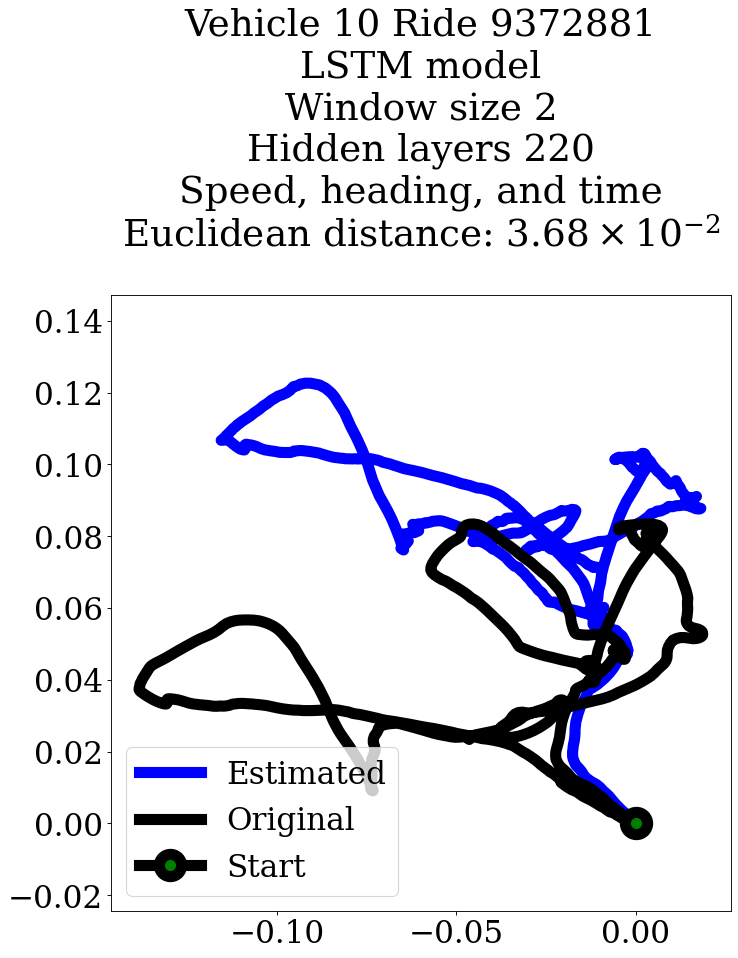 Vehicle 10 Ride 9372881
LSTM model
Window size 2
Hidden layers 220
Speed, heading, and time
Euclidean distance: 3.68 × 10⁻²
0.14
0.12
0.10
0.08
0.06
0.04
0.02
0.00
−0.02
Estimated
Original
Start
−0.10 −0.05 0.00